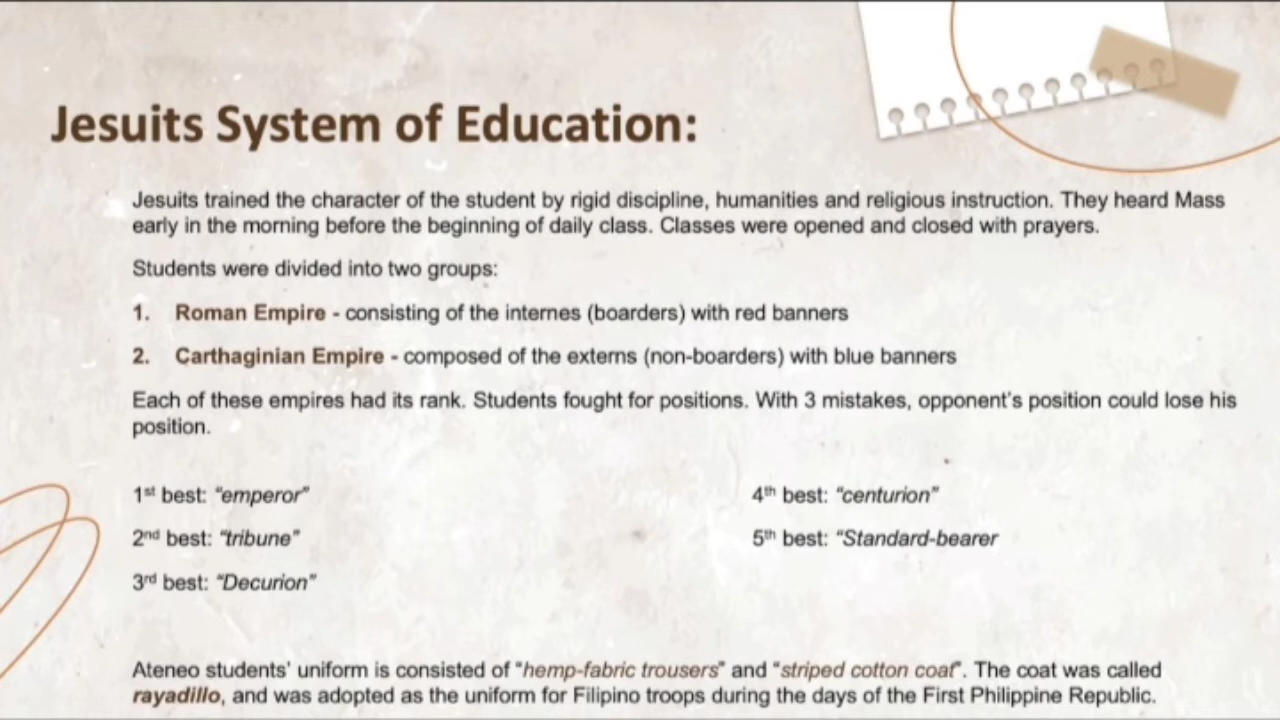 Jesuits System of Education:
Jesuits trained the character of the student by rigid discipline, humanities and religious instruction. They heard Mass
early in the morning before the beginning of daily class. Classes were opened and closed with prayers.
Students were divided into two groups:
1. Roman Empire - consisting of the internes (boarders) with red banners
2. Carthaginian Empire - composed of the externs (non-boarders) with blue banners
Each of these empires had its rank. Students fought for positions. With 3 mistakes, opponent's position could lose his
position.
1st best: "emperor"
2nd best: "tribune"
3rd best: "Decurion"
4th best: "centurion"
5th best: "Standard-bearer
Ateneo students' uniform is consisted of "hemp-fabric trousers" and "striped cotton coat". The coat was called
rayadillo, and was adopted as the uniform for Filipino troops during the days of the First Philippine Republic.